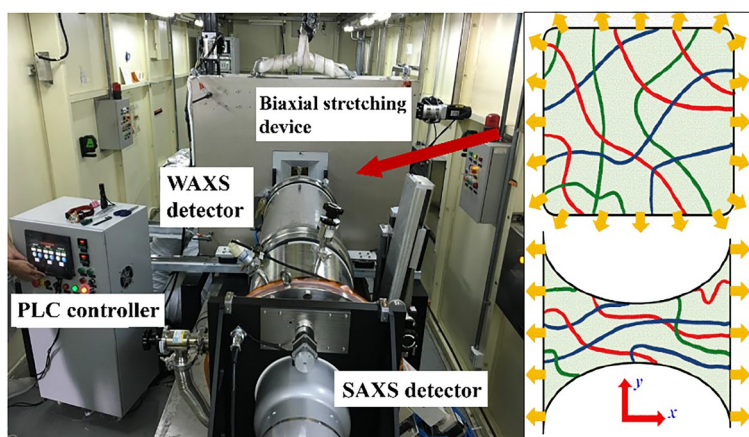 Biaxial stretching
device
WAXS
detector
PLC controller
SAXS detector
y
x